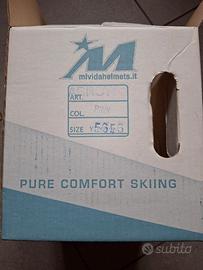 M
mividahelmets.it
ART.
COL.
SIZE
PURE COMFORT SKIING
subito